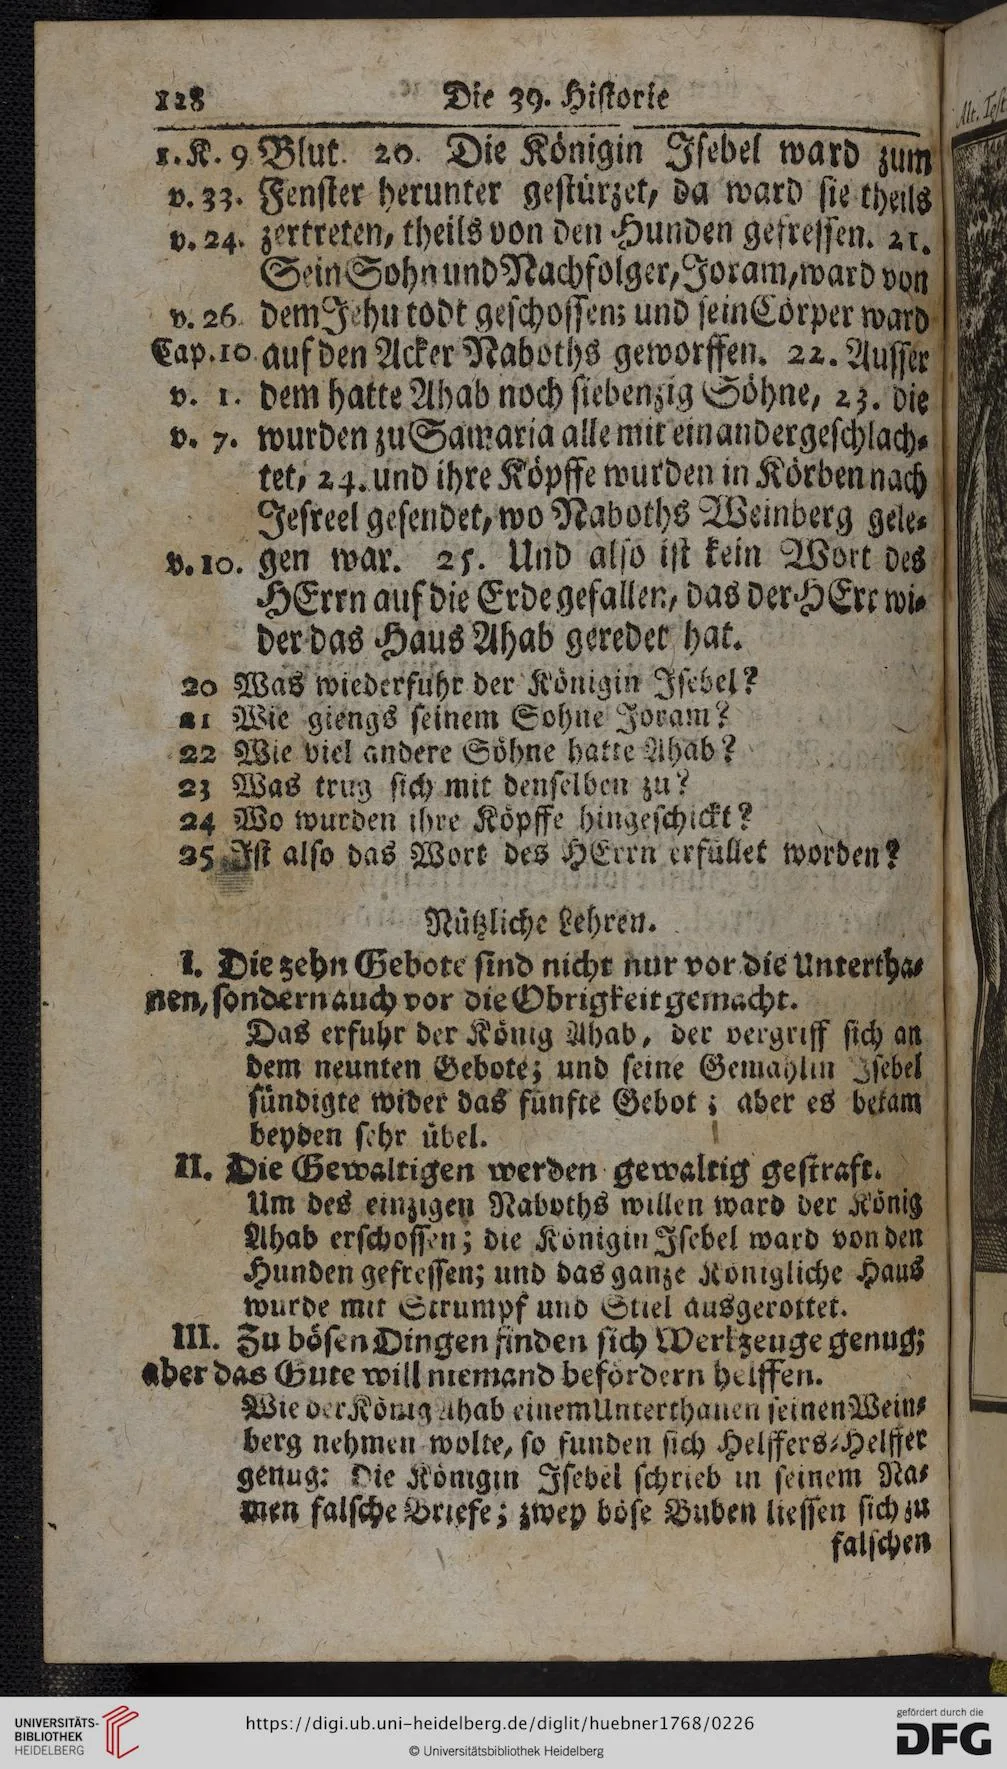 128 Die 39. Historie
1. K. 9 Blut. 20. Die Königin Isebel ward zum
v. 33. Fenster herunter gestürzet, da ward sie theils
v. 24. zertreten, theils von den Hunden gefressen. 21.
Sein Sohn und Nachfolger, Joram, ward von
v. 26. dem Jehu todt geschossen; und sein Cörper ward
Cap. 10. auf den Acker Naboths geworffen. 22. Ausser
v. 1. dem hatte Ahab noch siebenzig Söhne, 23. die
v. 7. wurden zu Samaria alle mit einander geschlach-
tet, 24. und ihre Köpffe wurden in Körben nach
Jesreel gesendet, wo Naboths Weinberg gele-
v. 10. gen war. 25. Und also ist kein Wort des
HErrn auf die Erde gefallen, das der HErr wi-
der das Haus Ahab geredet hat.
20 Was wiederfuhr der Königin Isebel?
21 Wie giengs seinem Sohne Joram?
22 Wie viel andere Söhne hatte Ahab?
23 Was trug sich mit denselben zu?
24 Wo wurden ihre Köpffe hingeschickt?
25 Ist also das Wort des HErrn erfüllet worden?
Nützliche Lehren.
I. Die zehn Gebote sind nicht nur vor die Untertha-
nen, sondern auch vor die Obrigkeit gemacht.
Das erfuhr der König Ahab, der vergriff sich an
dem neunten Gebote; und seine Gemahlin Isebel
sündigte wider das fünfte Gebot; aber es bekam
beyden sehr übel.
II. Die Gewaltigen werden gewaltig gestraft.
Um des einzigen Naboths willen ward der König
Ahab erschossen; die Königin Isebel ward von den
Hunden gefressen; und das ganze Königliche Haus
wurde mit Strumpf und Stiel ausgerottet.
III. Zu bösen Dingen finden sich Werkzeuge genug;
aber das Gute will niemand befördern helffen.
Wie der König Ahab einem Unterthanen seinen Wein-
berg nehmen wolte, so funden sich Helffers-Helffer
genug: Die Königin Isebel schrieb in seinem Na-
men falsche Briefe; zwey böse Buben liessen sich zu
falschen
Alt. Test
UNIVERSITÄTS-
BIBLIOTHEK
HEIDELBERG
https://digi.ub.uni-heidelberg.de/diglit/huebner1768/0226
© Universitätsbibliothek Heidelberg
gefördert durch die
DFG